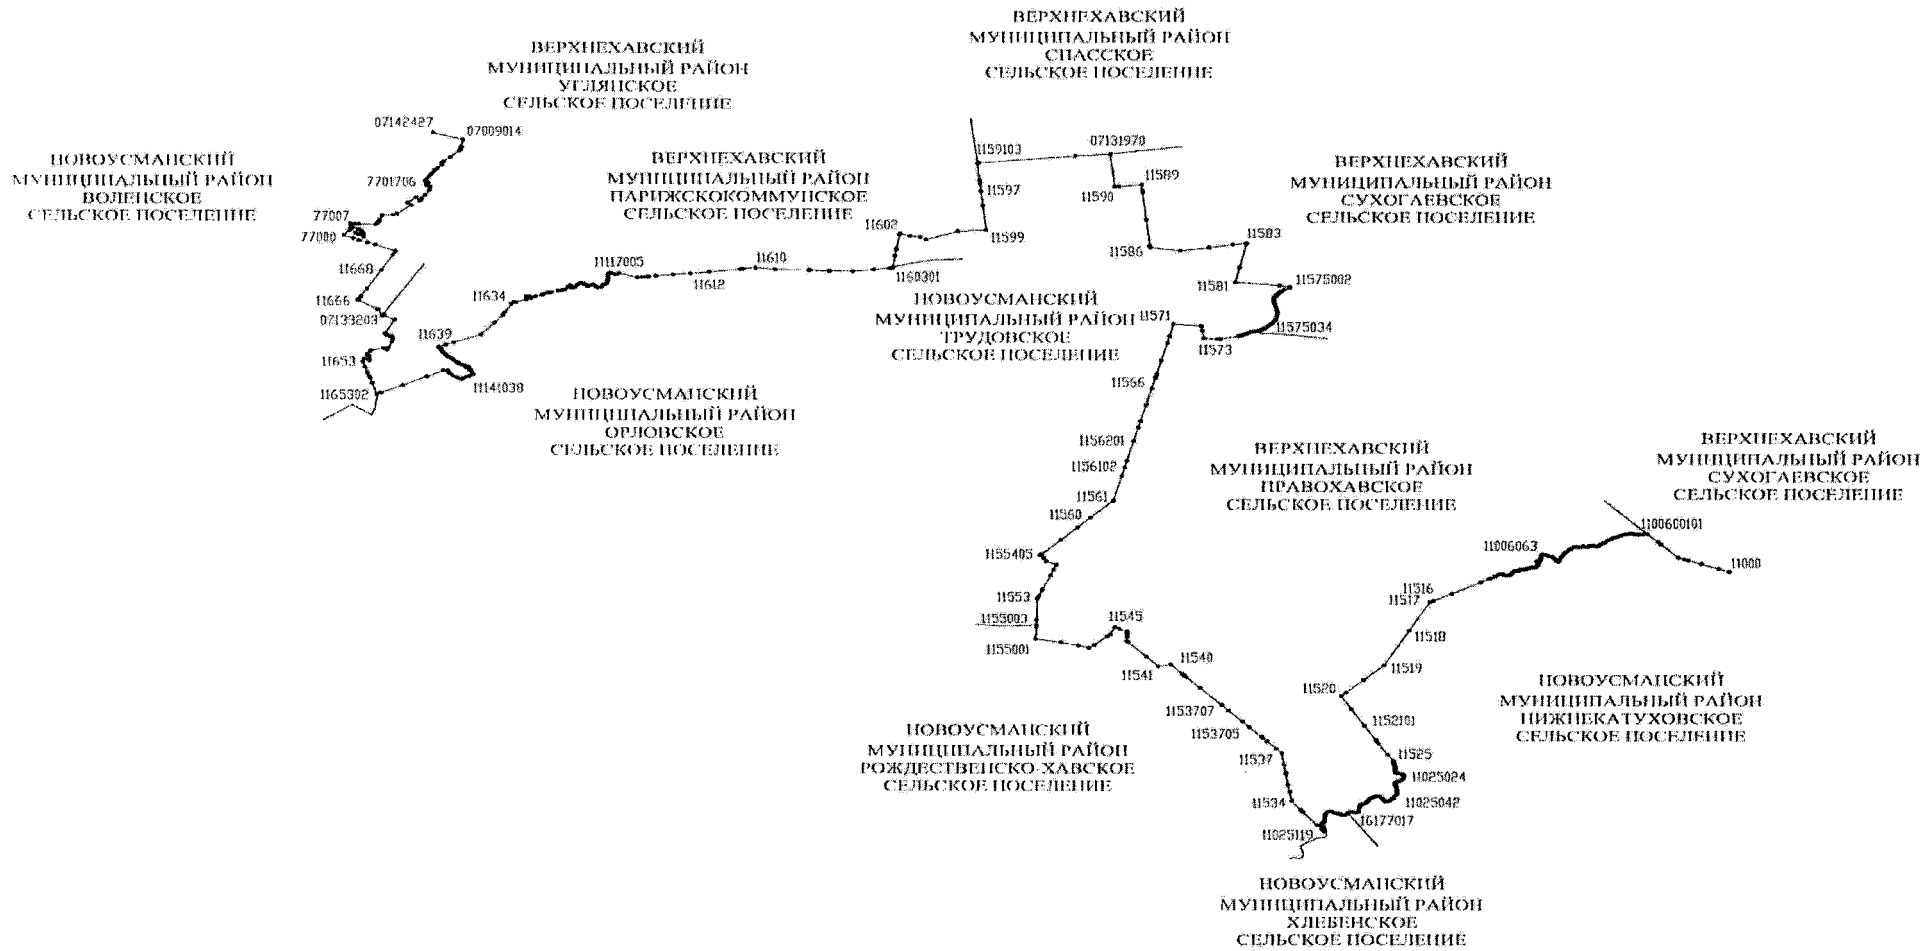 ВЕРХНЕХАВСКИЙ
МУНИЦИПАЛЬНЫЙ РАЙОН
СПАССКОЕ
СЕЛЬСКОЕ ПОСЕЛЕНИЕ
ВЕРХНЕХАВСКИЙ
МУНИЦИПАЛЬНЫЙ РАЙОН
УГЛЯНСКОЕ
СЕЛЬСКОЕ ПОСЕЛЕНИЕ
07142427
07009014
НОВОУСМАНСКИЙ
МУНИЦИПАЛЬНЫЙ РАЙОН
ВОЛЕНСКОЕ
СЕЛЬСКОЕ ПОСЕЛЕНИЕ
7701706
77007
77000
ВЕРХНЕХАВСКИЙ
МУНИЦИПАЛЬНЫЙ РАЙОН
ПАРИЖСКОКОММУНСКОЕ
СЕЛЬСКОЕ ПОСЕЛЕНИЕ
1159103
07131970
11597
11590
11589
ВЕРХНЕХАВСКИЙ
МУНИЦИПАЛЬНЫЙ РАЙОН
СУХОГАЕВСКОЕ
СЕЛЬСКОЕ ПОСЕЛЕНИЕ
11602
11599
11586
11583
11668
11117005
11610
11612
1160301
11581
11575002
11666
11634
07133203
11639
НОВОУСМАНСКИЙ
МУНИЦИПАЛЬНЫЙ РАЙОН
ТРУДОВСКОЕ
СЕЛЬСКОЕ ПОСЕЛЕНИЕ
11571
11575034
11573
11653
1165302
11141038
11566
НОВОУСМАНСКИЙ
МУНИЦИПАЛЬНЫЙ РАЙОН
ОРЛОВСКОЕ
СЕЛЬСКОЕ ПОСЕЛЕНИЕ
1156201
1156102
11561
11560
ВЕРХНЕХАВСКИЙ
МУНИЦИПАЛЬНЫЙ РАЙОН
ПРАВОХАВСКОЕ
СЕЛЬСКОЕ ПОСЕЛЕНИЕ
ВЕРХНЕХАВСКИЙ
МУНИЦИПАЛЬНЫЙ РАЙОН
СУХОГАЕВСКОЕ
СЕЛЬСКОЕ ПОСЕЛЕНИЕ
1100600101
11006063
11000
1155405
11553
1155003
1155001
11545
11516
11517
11518
11519
11541
11540
11520
1153707
1153705
11537
1152101
11525
НОВОУСМАНСКИЙ
МУНИЦИПАЛЬНЫЙ РАЙОН
НИЖНЕКАТУХОВСКОЕ
СЕЛЬСКОЕ ПОСЕЛЕНИЕ
НОВОУСМАНСКИЙ
МУНИЦИПАЛЬНЫЙ РАЙОН
РОЖДЕСТВЕНСКО-ХАВСКОЕ
СЕЛЬСКОЕ ПОСЕЛЕНИЕ
11025024
11025042
11534
16177017
11025119
НОВОУСМАНСКИЙ
МУНИЦИПАЛЬНЫЙ РАЙОН
ХЛЕБЕНСКОЕ
СЕЛЬСКОЕ ПОСЕЛЕНИЕ